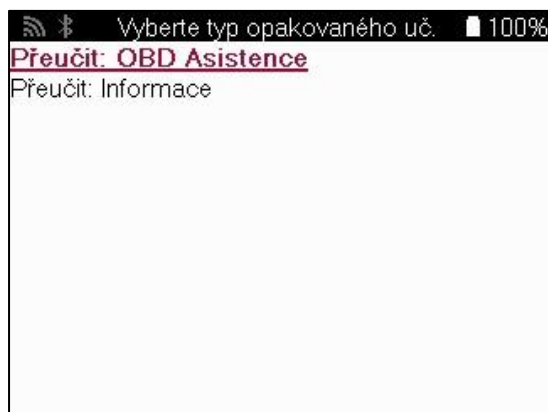 Vyberte typ opakovaného uč. 100%
Přeučit: OBD Asistence
Přeučit: Informace